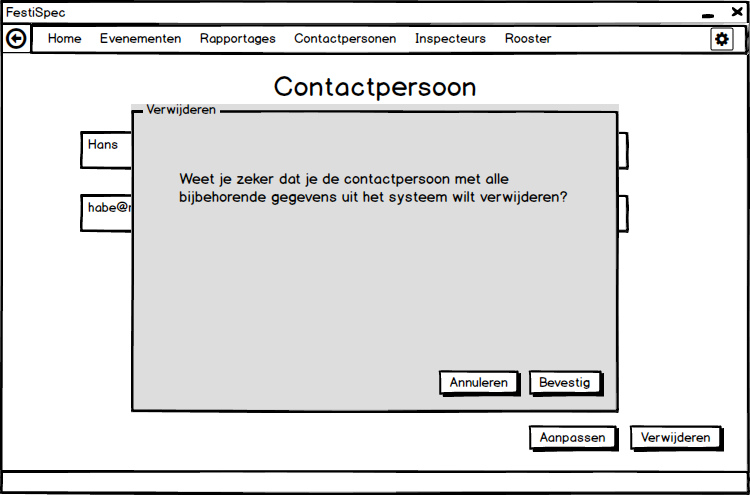 FestiSpec
Home Evenementen Rapportages Contactpersonen Inspecteurs Rooster
Contactpersoon
Verwijderen
Hans
Weet je zeker dat je de contactpersoon met alle
bijbehorende gegevens uit het systeem wilt verwijderen?
habe@
Annuleren Bevestig
Aanpassen Verwijderen